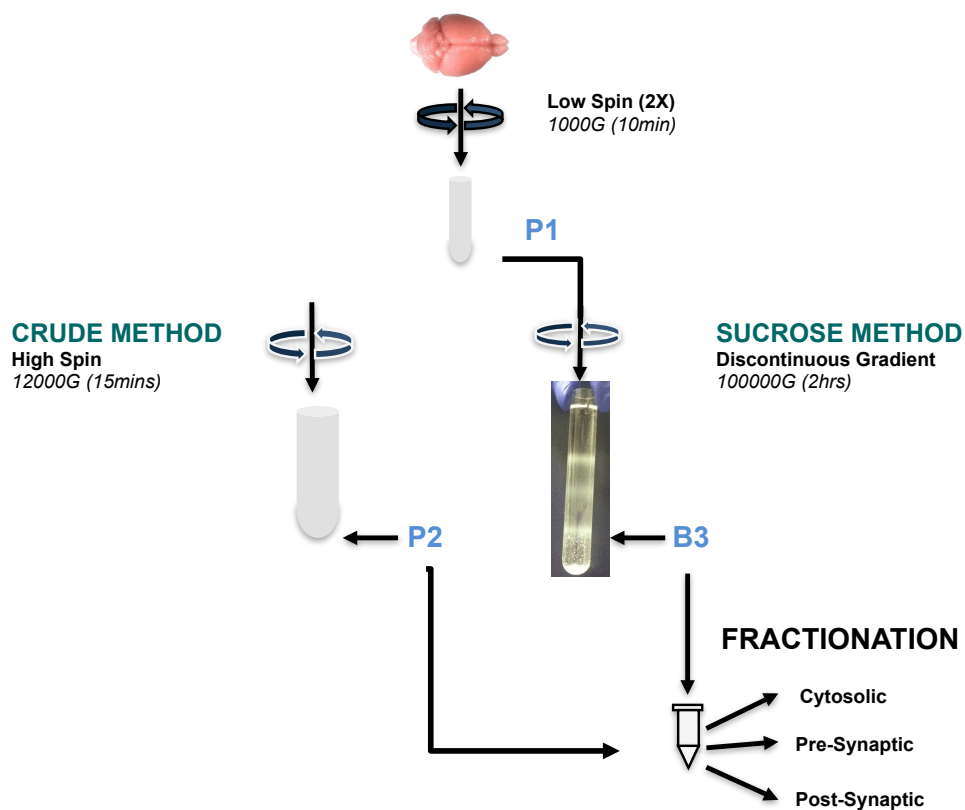 Low Spin (2X)
1000G (10min)
P1
CRUDE METHOD
High Spin
12000G (15mins)
SUCROSE METHOD
Discontinuous Gradient
100000G (2hrs)
P2
B3
FRACTIONATION
Cytosolic
Pre-Synaptic
Post-Synaptic